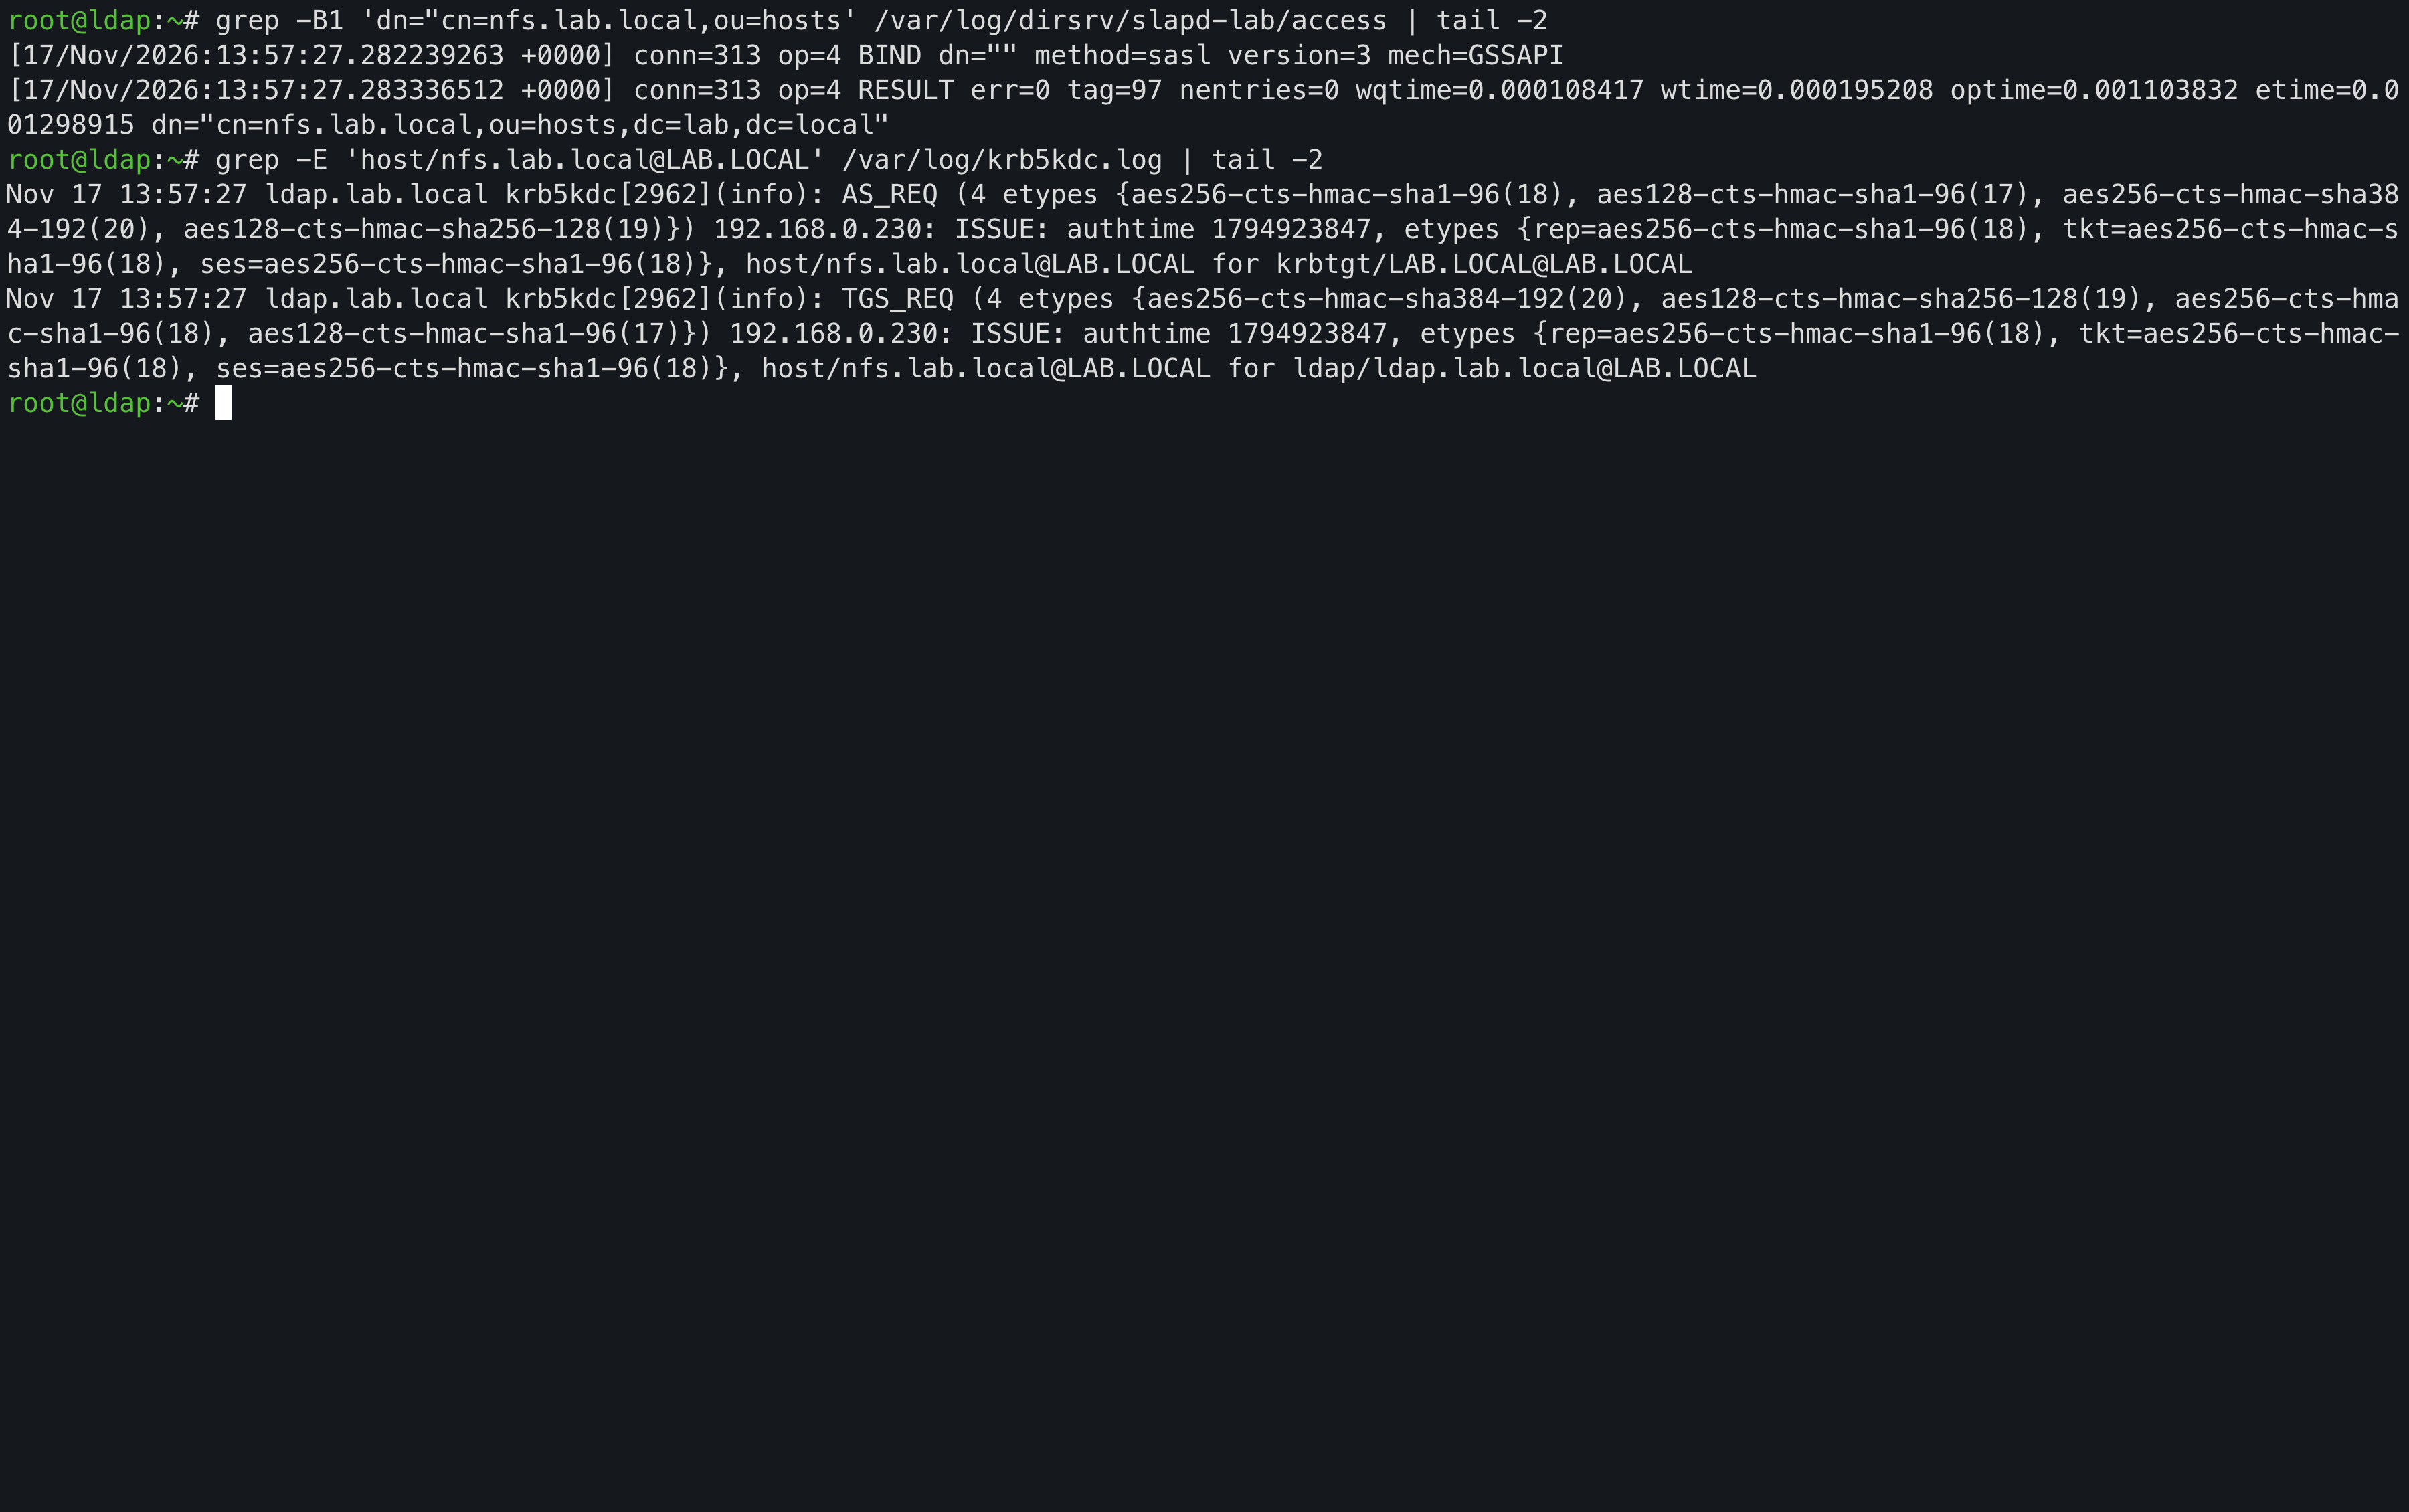 root@ldap:~# grep -B1 'dn="cn=nfs.lab.local,ou=hosts' /var/log/dirsrv/slapd-lab/access | tail -2
[17/Nov/2026:13:57:27.282239263 +0000] conn=313 op=4 BIND dn="" method=sasl version=3 mech=GSSAPI
[17/Nov/2026:13:57:27.283336512 +0000] conn=313 op=4 RESULT err=0 tag=97 nentries=0 wqtime=0.000108417 wtime=0.000195208 optime=0.001103832 etime=0.0
01298915 dn="cn=nfs.lab.local,ou=hosts,dc=lab,dc=local"
root@ldap:~# grep -E 'host/nfs.lab.local@LAB.LOCAL' /var/log/krb5kdc.log | tail -2
Nov 17 13:57:27 ldap.lab.local krb5kdc[2962](info): AS_REQ (4 etypes {aes256-cts-hmac-sha1-96(18), aes128-cts-hmac-sha1-96(17), aes256-cts-hmac-sha38
4-192(20), aes128-cts-hmac-sha256-128(19)}) 192.168.0.230: ISSUE: authtime 1794923847, etypes {rep=aes256-cts-hmac-sha1-96(18), tkt=aes256-cts-hmac-s
ha1-96(18), ses=aes256-cts-hmac-sha1-96(18)}, host/nfs.lab.local@LAB.LOCAL for krbtgt/LAB.LOCAL@LAB.LOCAL
Nov 17 13:57:27 ldap.lab.local krb5kdc[2962](info): TGS_REQ (4 etypes {aes256-cts-hmac-sha384-192(20), aes128-cts-hmac-sha256-128(19), aes256-cts-hma
c-sha1-96(18), aes128-cts-hmac-sha1-96(17)}) 192.168.0.230: ISSUE: authtime 1794923847, etypes {rep=aes256-cts-hmac-sha1-96(18), tkt=aes256-cts-hmac-
sha1-96(18), ses=aes256-cts-hmac-sha1-96(18)}, host/nfs.lab.local@LAB.LOCAL for ldap/ldap.lab.local@LAB.LOCAL
root@ldap:~#